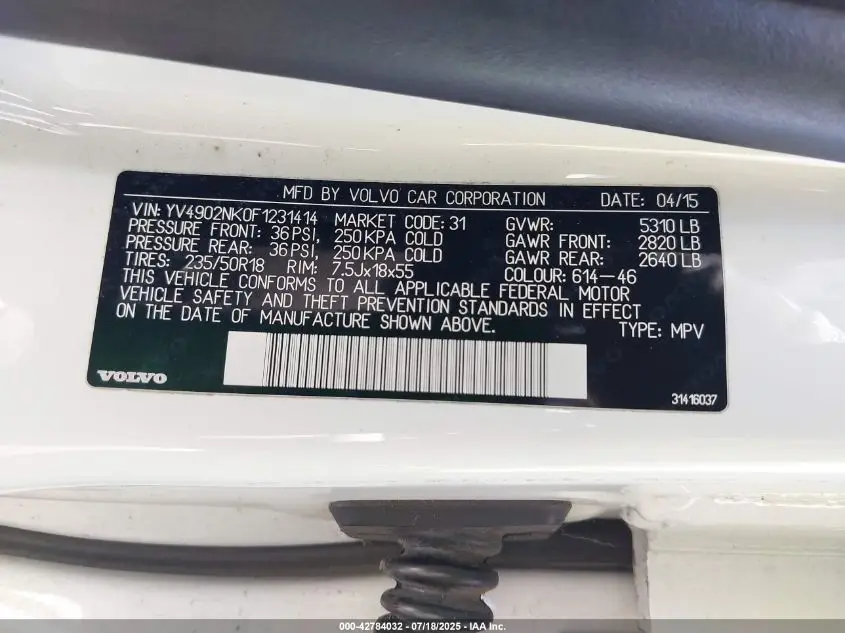 MFD BY VOLVO CAR CORPORATION DATE: 04/15
VIN: YV4902NK0F1231414 MARKET CODE: 31 GVWR: 5310 LB
PRESSURE FRONT: 36 PSI, 250 KPA COLD GAWR FRONT: 2820 LB
PRESSURE REAR: 36 PSI, 250 KPA COLD GAWR REAR: 2640 LB
TIRES: 235/50R18 RIM: 7.5Jx18x55 COLOUR: 614-46
THIS VEHICLE CONFORMS TO ALL APPLICABLE FEDERAL MOTOR
VEHICLE SAFETY AND THEFT PREVENTION STANDARDS IN EFFECT
ON THE DATE OF MANUFACTURE SHOWN ABOVE. TYPE: MPV
VOLVO 31416037
000-42784032 - 07/18/2025 - IAA, Inc.